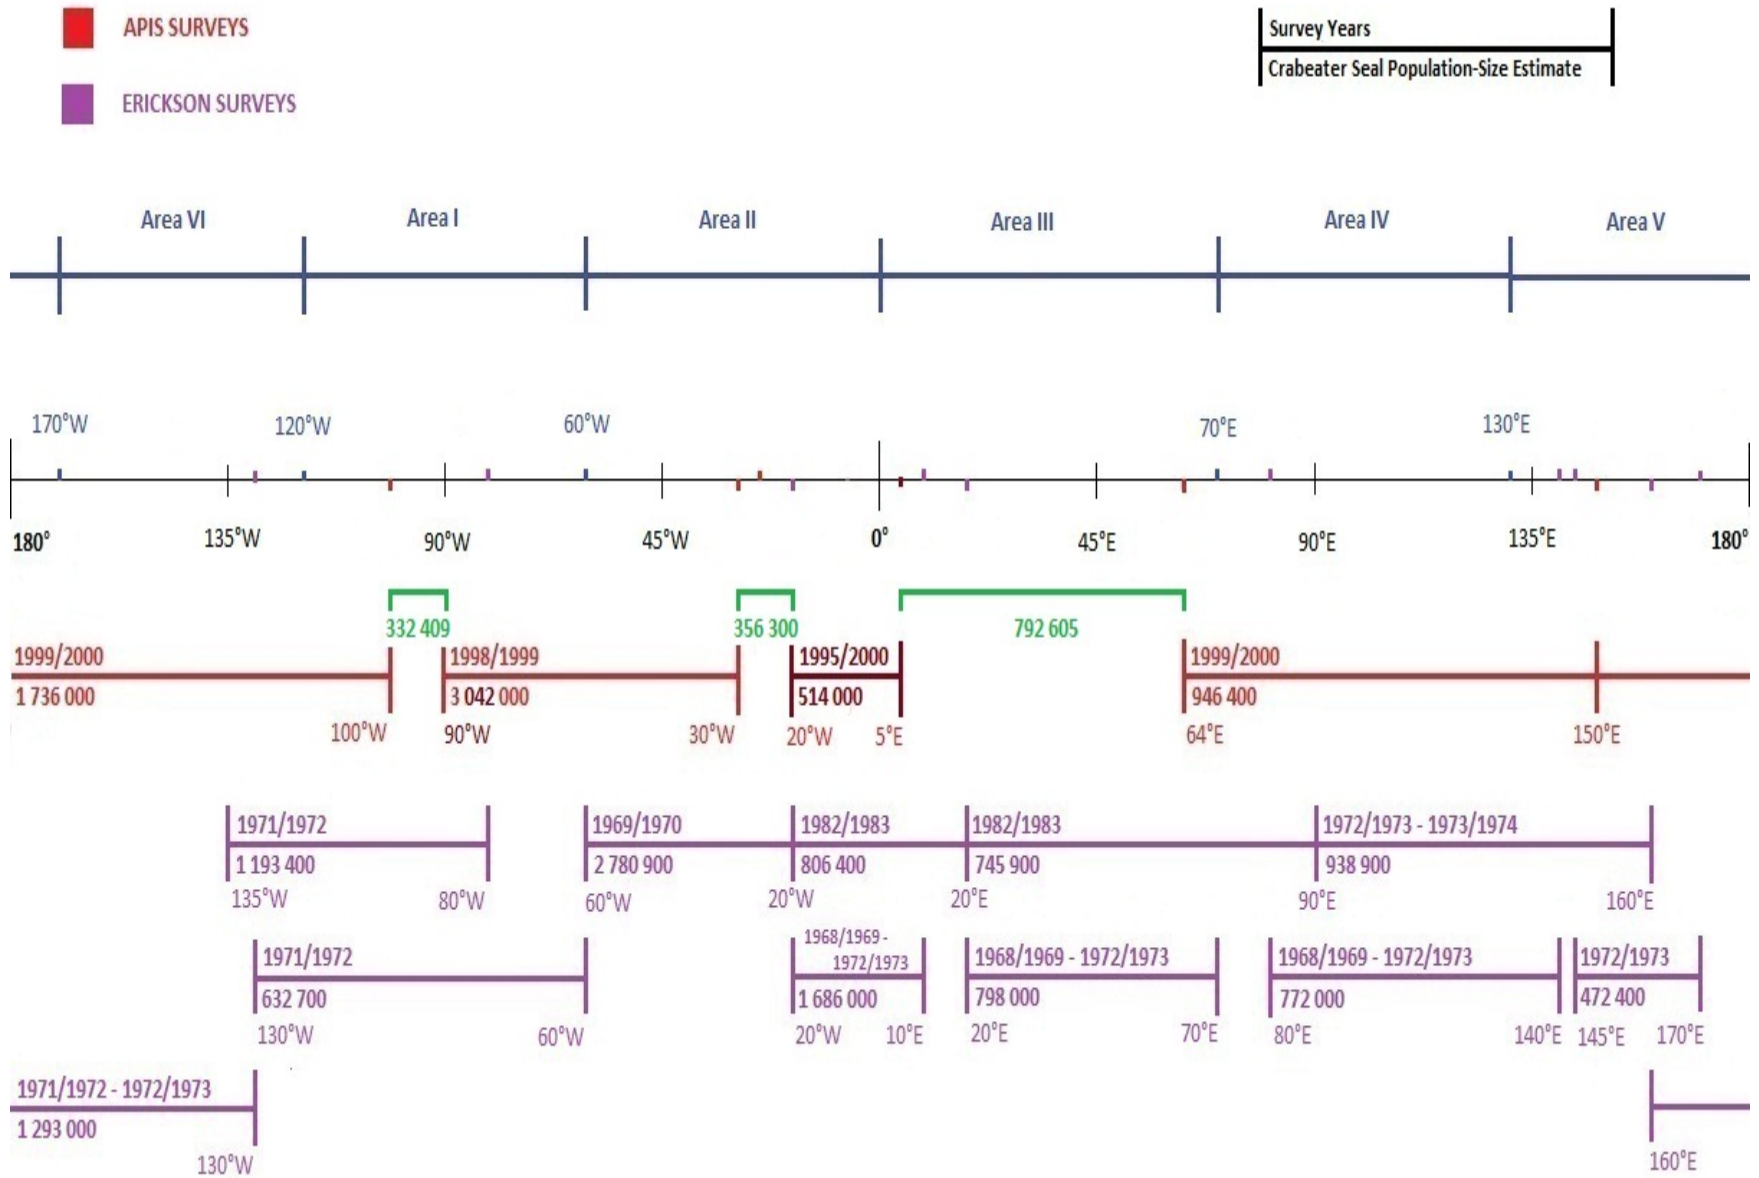 APIS SURVEYS
ERICKSON SURVEYS
Survey Years
Crabeater Seal Population-Size Estimate
Area VI
Area I
Area II
Area III
Area IV
Area V
170°W
120°W
60°W
70°E
130°E
180°
135°W
90°W
45°W
0°
45°E
90°E
135°E
180°
332 409
356 300
792 605
1999/2000
1 736 000
100°W
1998/1999
3 042 000
90°W
30°W
1995/2000
514 000
20°W
5°E
1999/2000
946 400
64°E
150°E
1971/1972
1 193 400
135°W
80°W
1969/1970
2 780 900
60°W
1982/1983
806 400
20°W
1982/1983
745 900
20°E
1972/1973 - 1973/1974
938 900
90°E
160°E
1971/1972
632 700
130°W
60°W
1968/1969 -
1972/1973
1 686 000
20°W
10°E
1968/1969 - 1972/1973
798 000
20°E
70°E
1968/1969 - 1972/1973
772 000
80°E
140°E
1972/1973
472 400
145°E
170°E
1971/1972 - 1972/1973
1 293 000
130°W
160°E